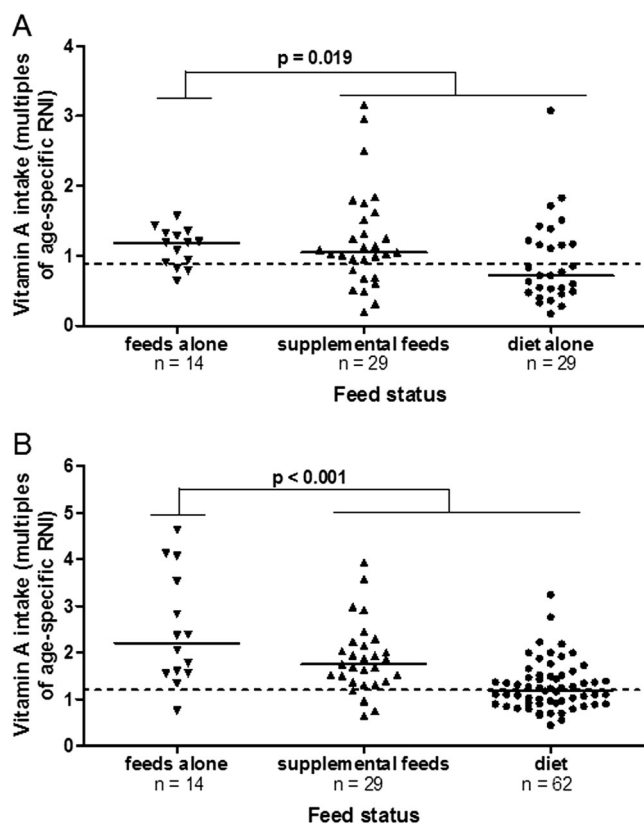 A
Vitamin A intake (multiples
of age-specific RNI)
4
3
2
1
0
p = 0.019
feeds alone
n = 14
supplemental feeds
n = 29
diet alone
n = 29
Feed status
B
Vitamin A intake (multiples
of age-specific RNI)
6
5
4
3
2
1
0
p < 0.001
feeds alone
n = 14
supplemental feeds
n = 29
diet
n = 62
Feed status